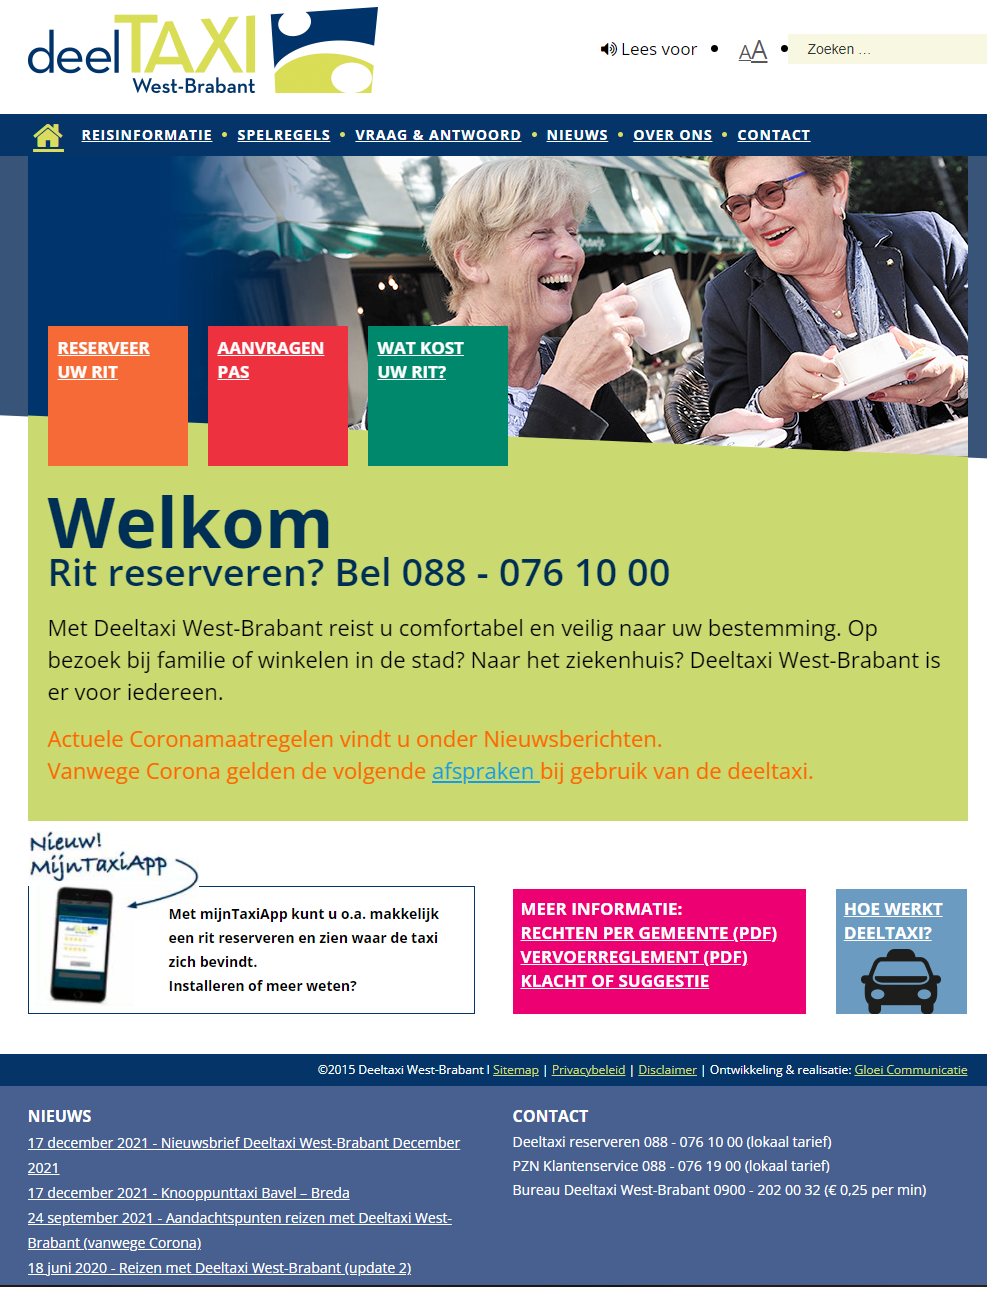 deelTAXI
West-Brabant
Lees voor
AA
Zoeken ...
REISINFORMATIE • SPELREGELS • VRAAG & ANTWOORD • NIEUWS • OVER ONS • CONTACT
RESERVEER
UW RIT
AANVRAGEN
PAS
WAT KOST
UW RIT?
Welkom
Rit reserveren? Bel 088 - 076 10 00
Met Deeltaxi West-Brabant reist u comfortabel en veilig naar uw bestemming. Op
bezoek bij familie of winkelen in de stad? Naar het ziekenhuis? Deeltaxi West-Brabant is
er voor iedereen.
Actuele Coronamaatregelen vindt u onder Nieuwsberichten.
Vanwege Corona gelden de volgende afspraken bij gebruik van de deeltaxi.
Nieuw!
MijnTaxiApp
Met mijnTaxiApp kunt u o.a. makkelijk
een rit reserveren en zien waar de taxi
zich bevindt.
Installeren of meer weten?
MEER INFORMATIE:
RECHTEN PER GEMEENTE (PDF)
VERVOERREGLEMENT (PDF)
KLACHT OF SUGGESTIE
HOE WERKT
DEELTAXI?
©2015 Deeltaxi West-Brabant l Sitemap | Privacybeleid | Disclaimer | Ontwikkeling & realisatie: Gloei Communicatie
NIEUWS
17 december 2021 - Nieuwsbrief Deeltaxi West-Brabant December
2021
17 december 2021 - Knooppunttaxi Bavel – Breda
24 september 2021 - Aandachtspunten reizen met Deeltaxi West-
Brabant (vanwege Corona)
18 juni 2020 - Reizen met Deeltaxi West-Brabant (update 2)
CONTACT
Deeltaxi reserveren 088 - 076 10 00 (lokaal tarief)
PZN Klantenservice 088 - 076 19 00 (lokaal tarief)
Bureau Deeltaxi West-Brabant 0900 - 202 00 32 (€ 0,25 per min)